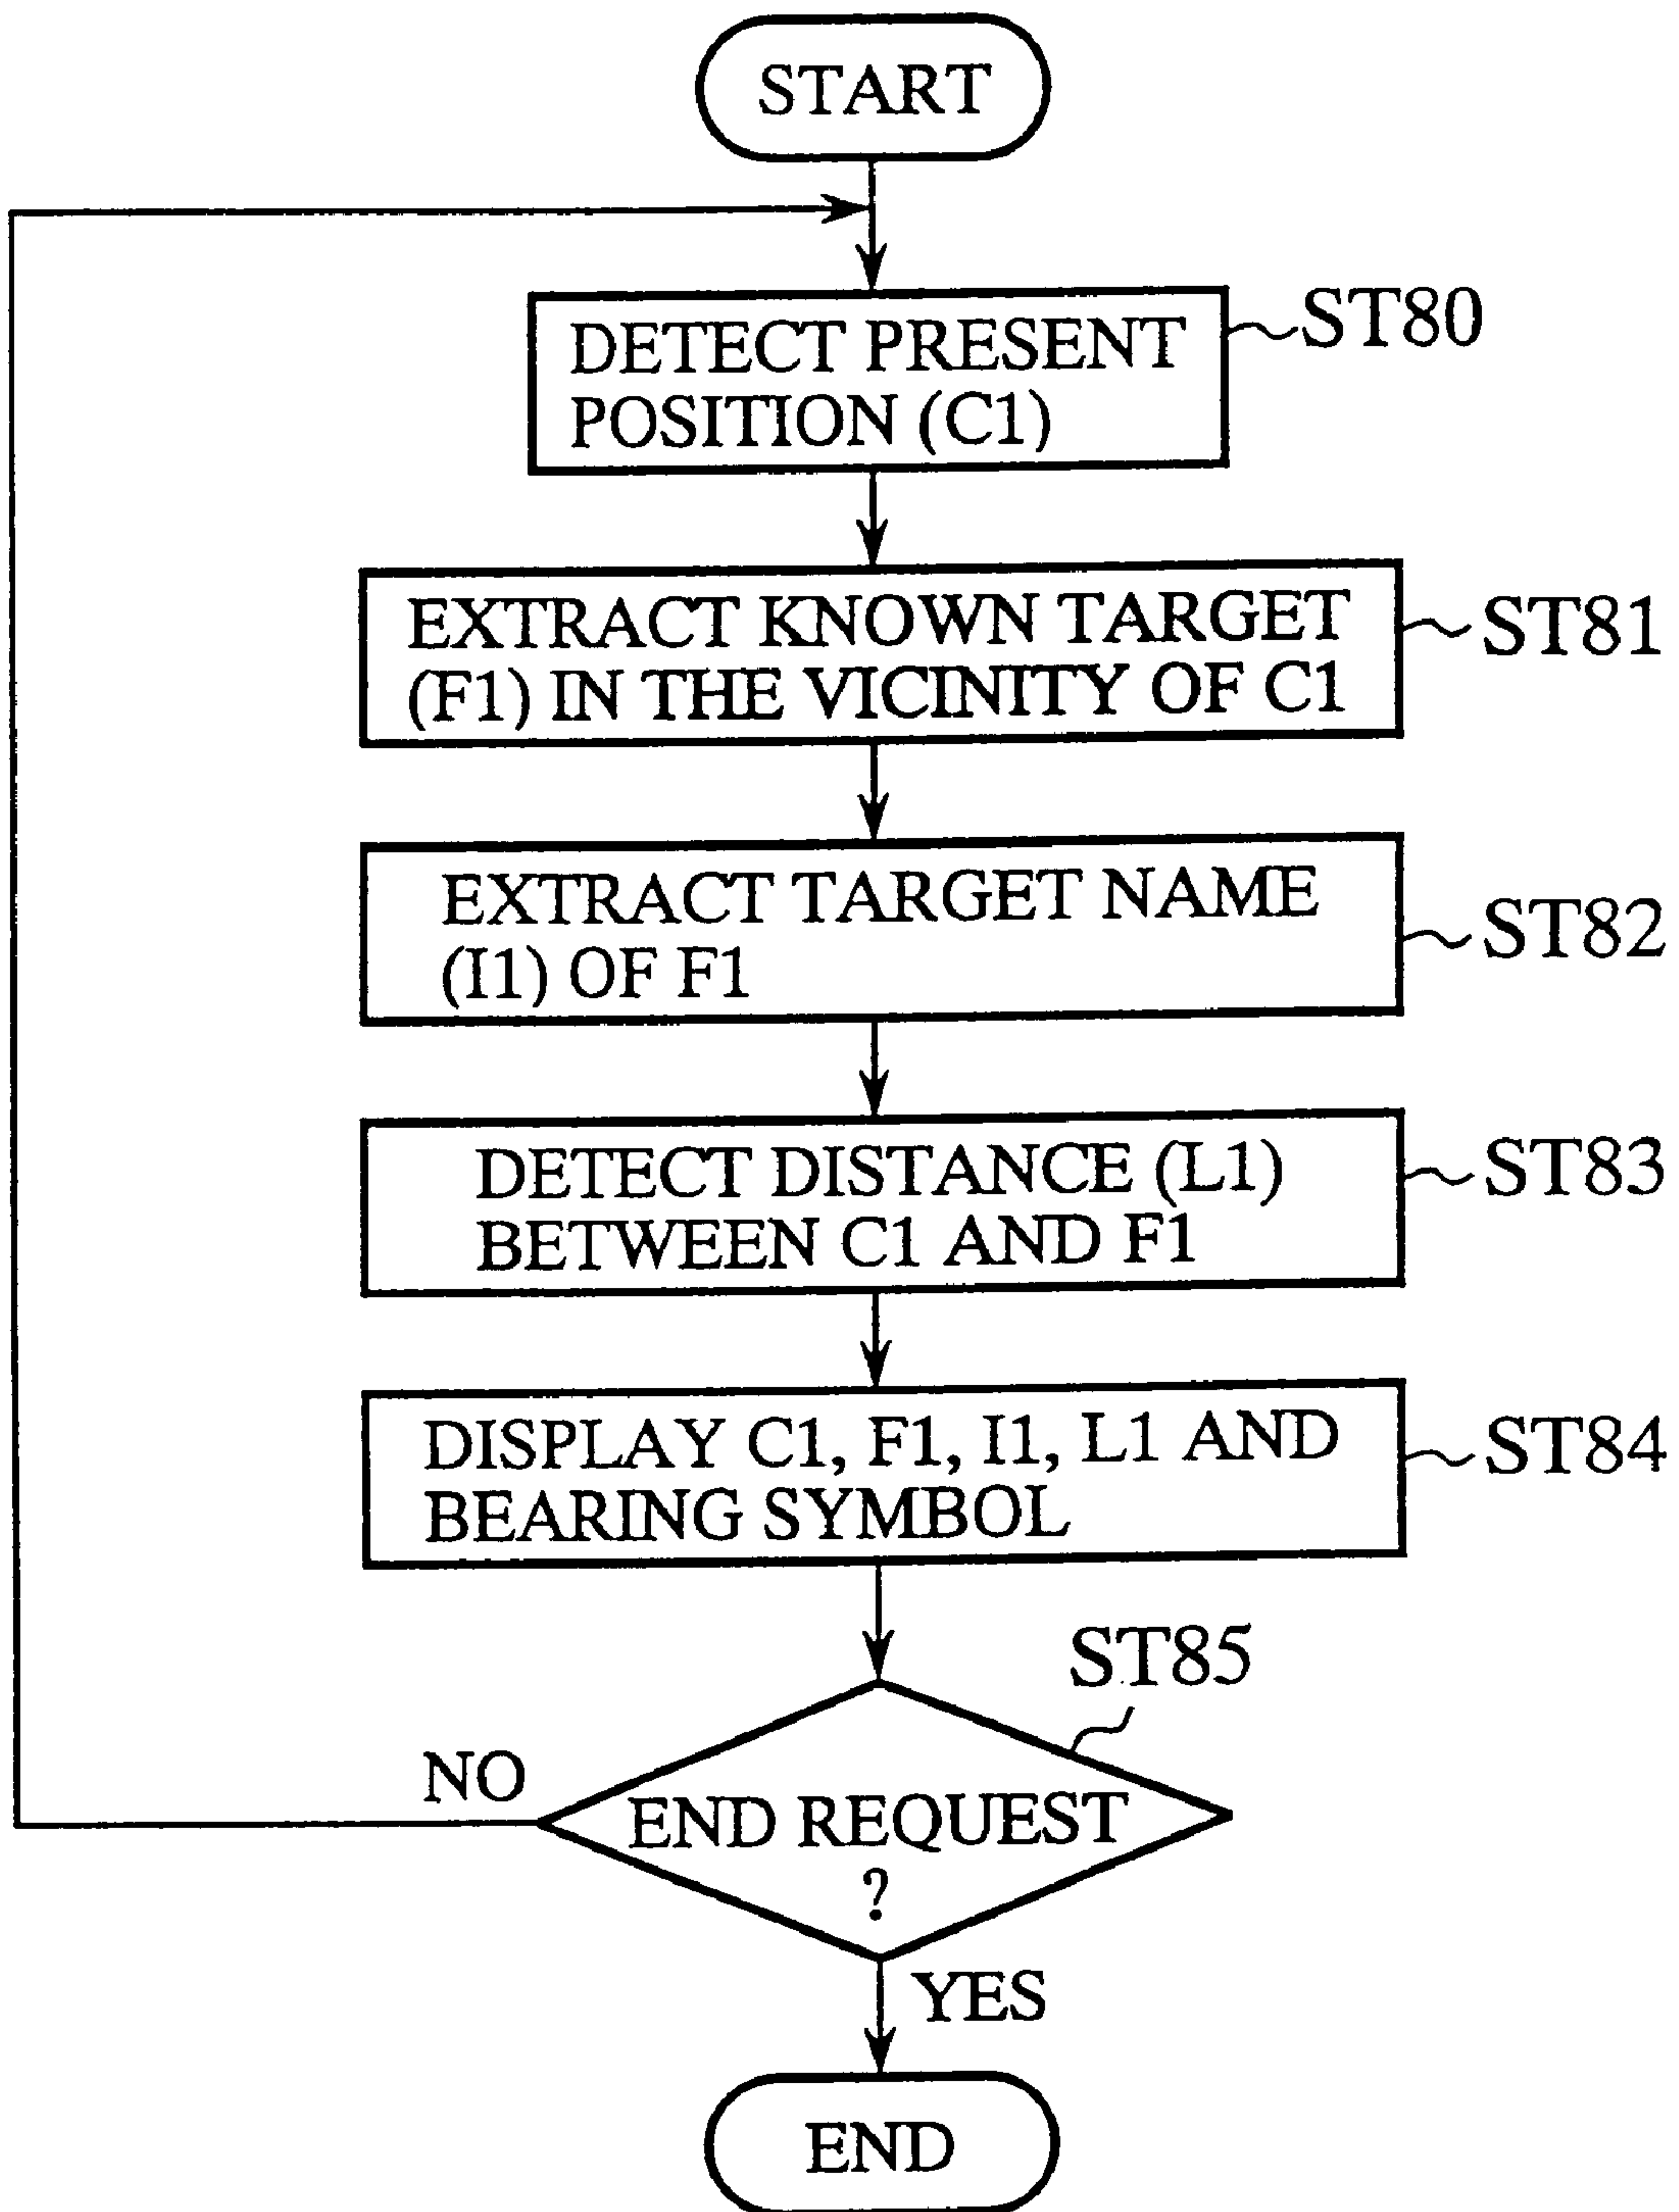 START
DETECT PRESENT
POSITION (C1)
ST80
EXTRACT KNOWN TARGET
(F1) IN THE VICINITY OF C1
ST81
EXTRACT TARGET NAME
(I1) OF F1
ST82
DETECT DISTANCE (L1)
BETWEEN C1 AND F1
ST83
DISPLAY C1, F1, I1, L1 AND
BEARING SYMBOL
ST84
ST85
NO
END REQUEST
?
YES
END